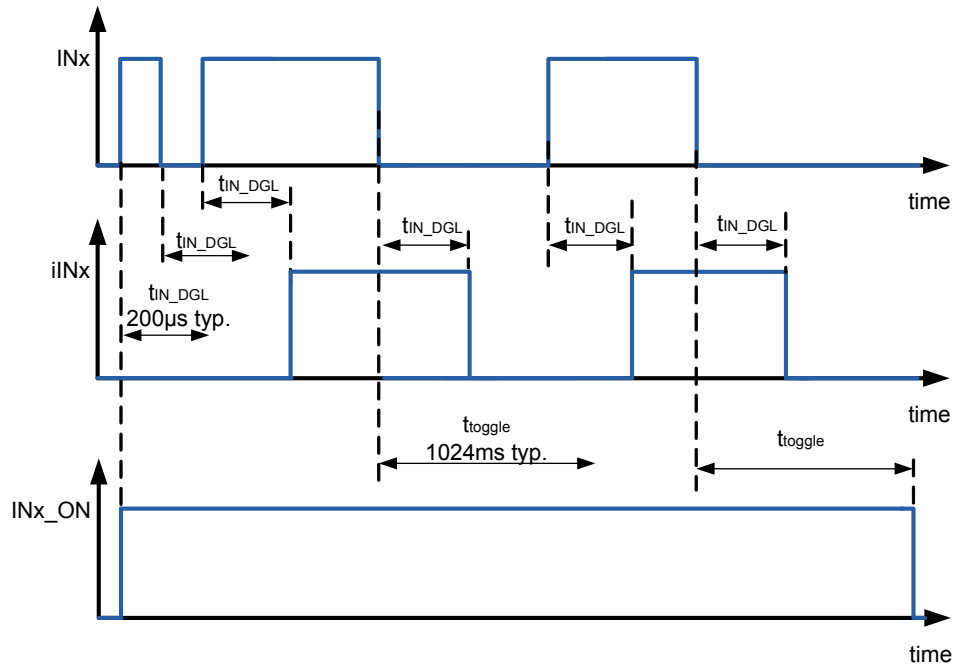 INx
time
tIN_DGL
tIN_DGL
tIN_DGL
tIN_DGL
tIN_DGL
iINx
tIN_DGL
200µs typ.
time
ttoggle
1024ms typ.
ttoggle
INx_ON
time